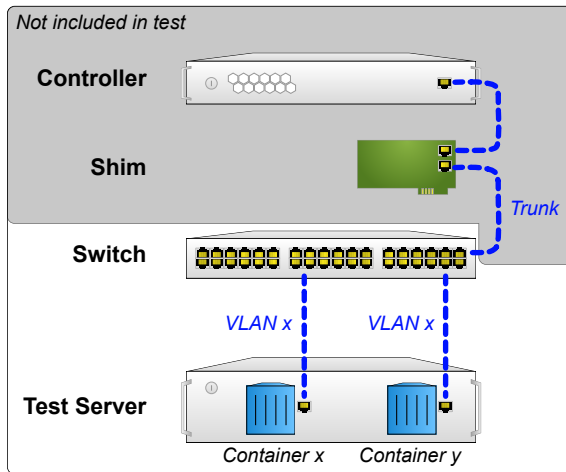 Not included in test
Controller
Shim
Trunk
Switch
VLAN x VLAN x
Test Server
Container x Container y